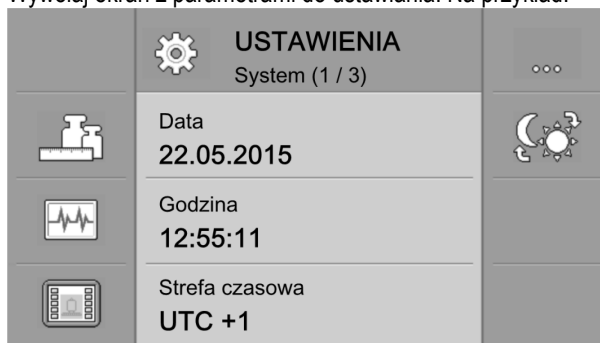 USTAWIENIA
System (1 / 3)
Data
22.05.2015
Godzina
12:55:11
Strefa czasowa
UTC +1